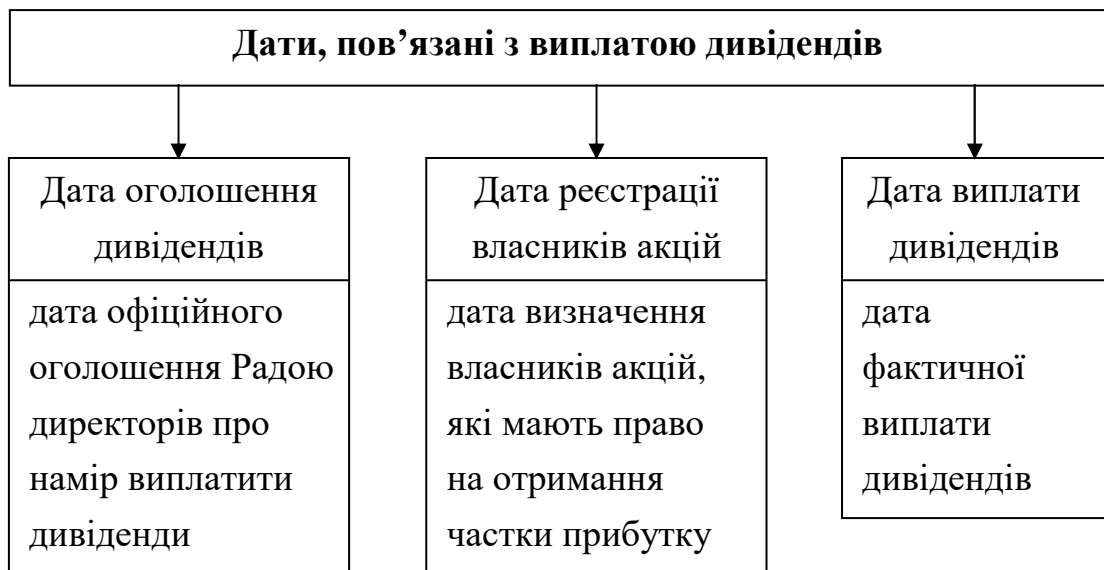 Дати, пов’язані з виплатою дивідендів
Дата оголошення
дивідендів
дата офіційного
оголошення Радою
директорів про
намір виплатити
дивіденди
Дата реєстрації
власників акцій
дата визначення
власників акцій,
які мають право
на отримання
частки прибутку
Дата виплати
дивідендів
дата
фактичної
виплати
дивідендів